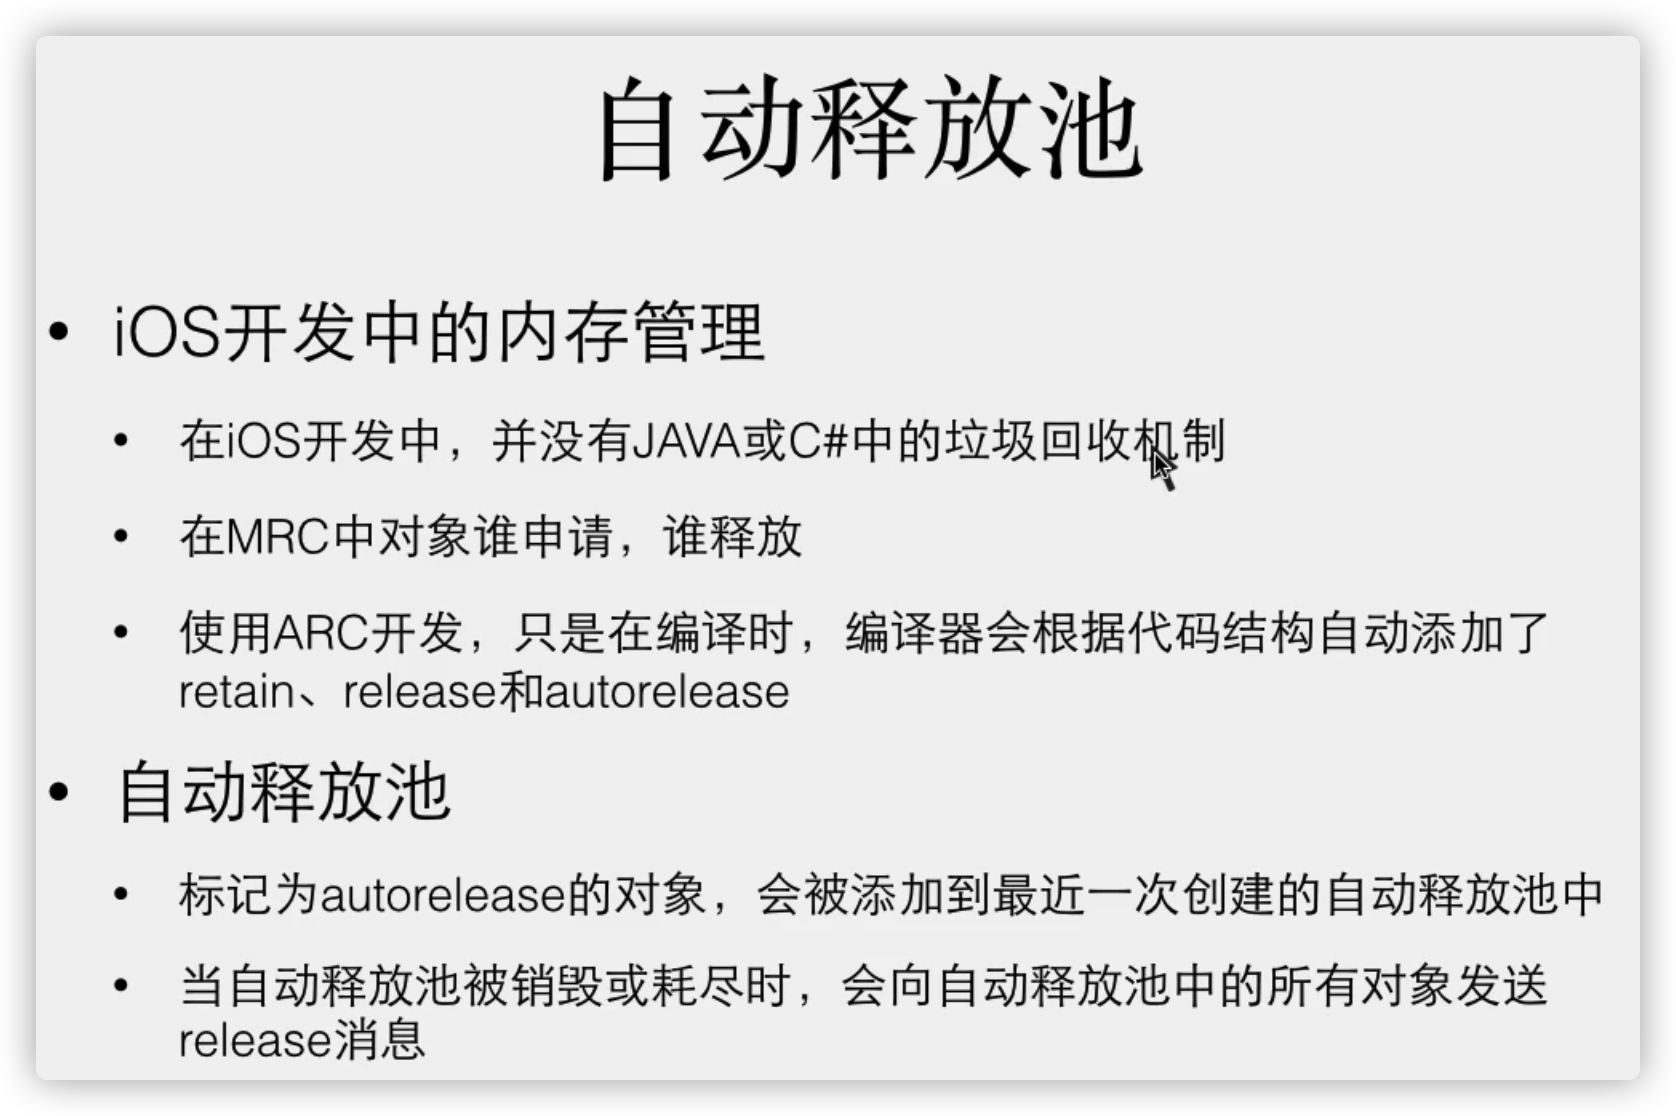 自动释放池
• iOS开发中的内存管理
• 在iOS开发中，并没有JAVA或C#中的垃圾回收机制
• 在MRC中对象谁申请，谁释放
• 使用ARC开发，只是在编译时，编译器会根据代码结构自动添加了
retain、release和autorelease
• 自动释放池
• 标记为autorelease的对象，会被添加到最近一次创建的自动释放池中
• 当自动释放池被销毁或耗尽时，会向自动释放池中的所有对象发送
release消息